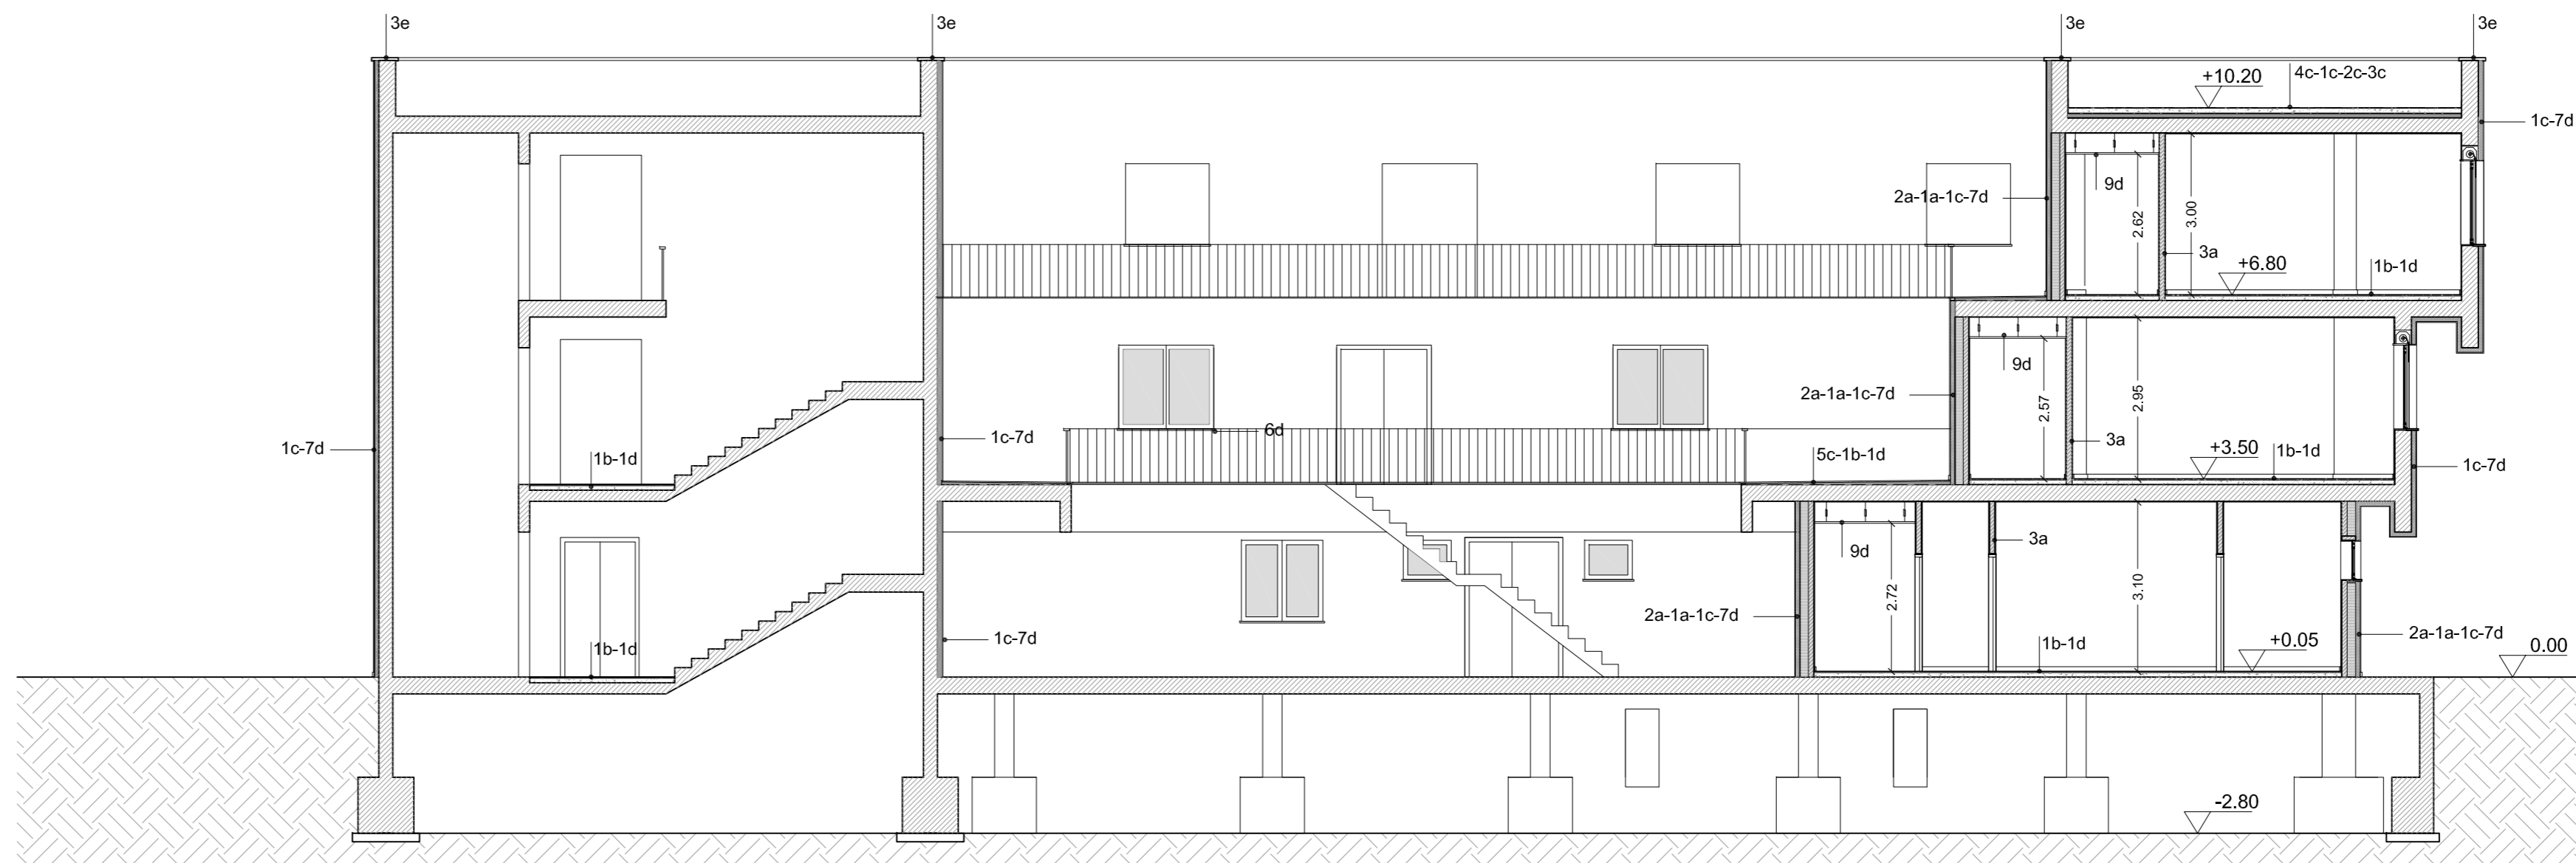 3e
3e
3e
3e
+10.20
4c-1c-2c-3c
1c-7d
2a-1a-1c-7d
9d
2.62
3.00
3a
+6.80
1b-1d
2a-1a-1c-7d
9d
2.57
2.95
3a
+3.50
1b-1d
1c-7d
1c-7d
1b-1d
1c-7d
6d
5c-1b-1d
1b-1d
1c-7d
2a-1a-1c-7d
9d
2.72
3a
3.10
1b-1d
+0.05
2a-1a-1c-7d
0.00
-2.80